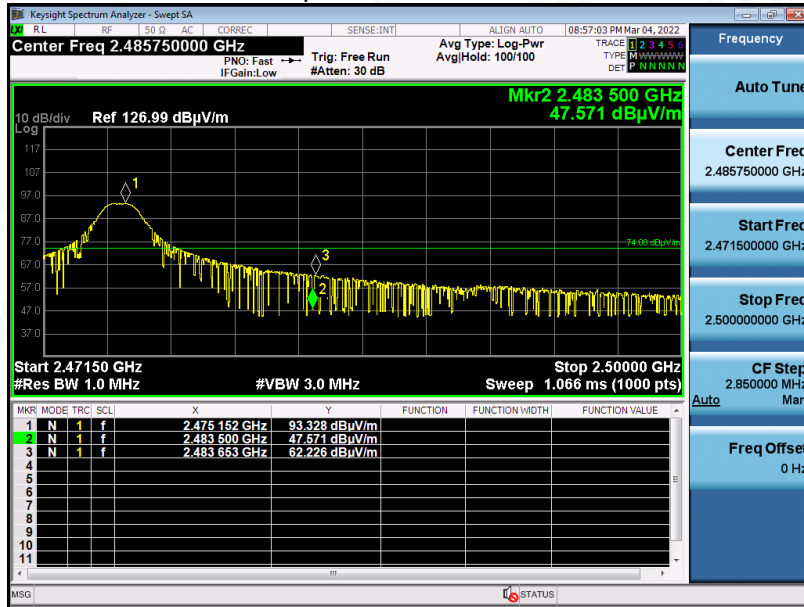 Keysight Spectrum Analyzer - Swept SA
LXI RL RF 50 Ω AC CORREC SENSE:INT ALIGN AUTO 08:57:03 PM Mar 04, 2022
Center Freq 2.485750000 GHz
PNO: Fast
IFGain:Low
Trig: Free Run
#Atten: 30 dB
Avg Type: Log-Pwr
Avg|Hold: 100/100
TRACE 1 2 3 4 5 6
TYPE M WWWWW
DET P N N N N N
Mkr2 2.483 500 GHz
47.571 dBµV/m
10 dB/div Ref 126.99 dBµV/m
Log
117
107
97.0
87.0
77.0
67.0
57.0
47.0
37.0
1
2
3
74.00 dBµV/m
Start 2.47150 GHz Stop 2.50000 GHz
#Res BW 1.0 MHz #VBW 3.0 MHz Sweep 1.066 ms (1000 pts)
MKR MODE TRC SCL X Y FUNCTION FUNCTION WIDTH FUNCTION VALUE
1 N 1 f 2.475 152 GHz 93.328 dBµV/m
2 N 1 f 2.483 500 GHz 47.571 dBµV/m
3 N 1 f 2.483 653 GHz 62.226 dBµV/m
4
5
6
7
8
9
10
11
MSG STATUS
Frequency
Auto Tune
Center Freq
2.485750000 GHz
Start Freq
2.471500000 GHz
Stop Freq
2.500000000 GHz
CF Step
2.850000 MHz
Auto Man
Freq Offset
0 Hz